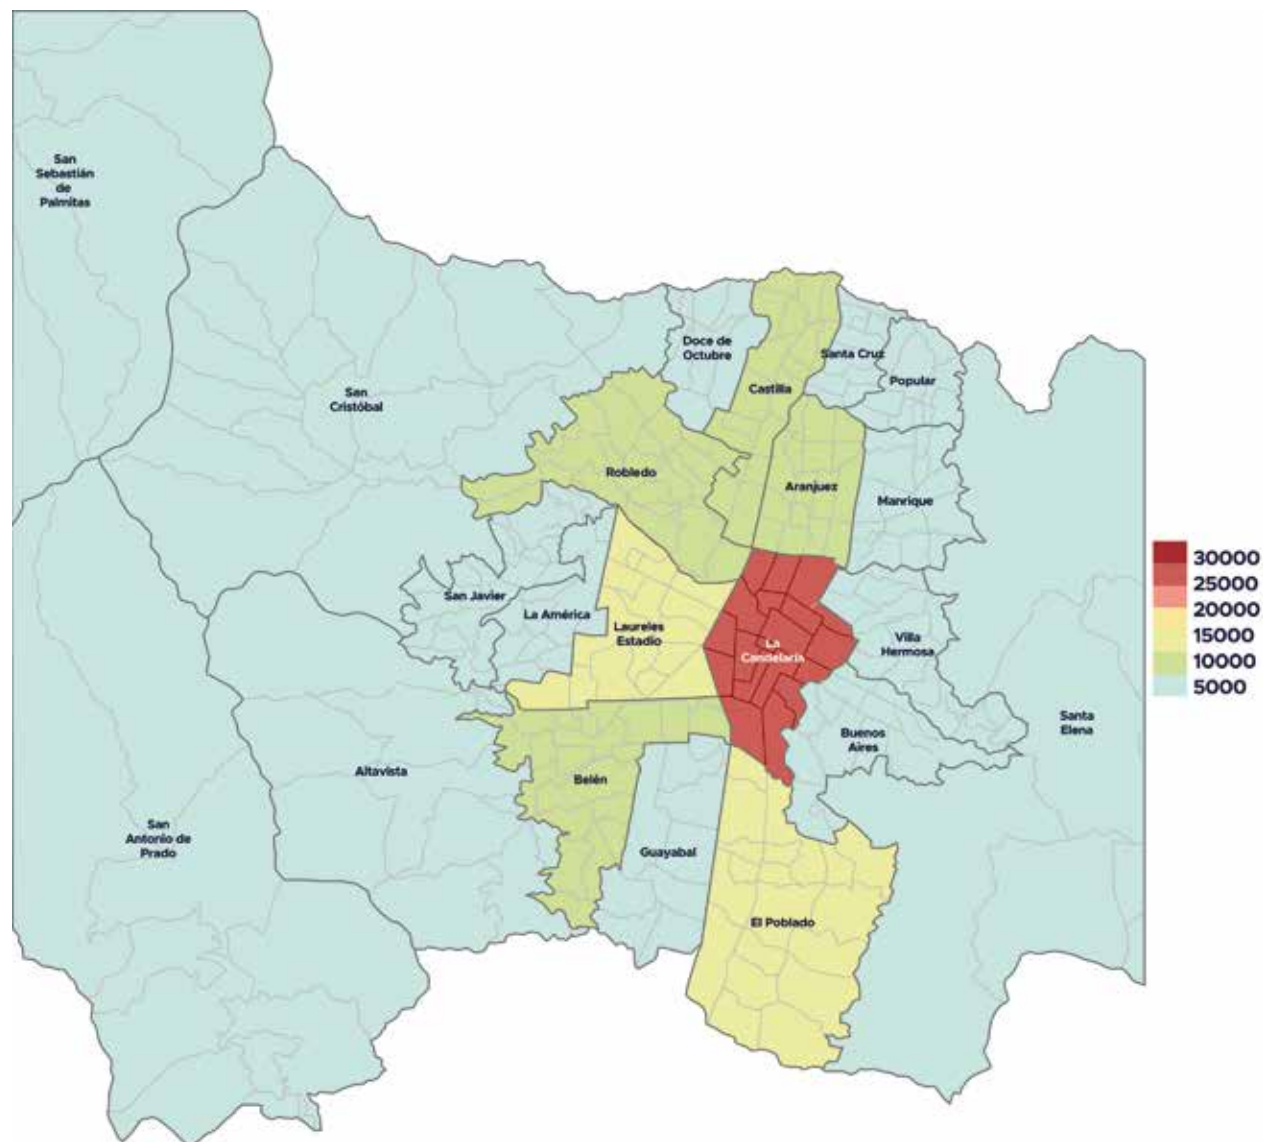 San
Sebastián
de
Palmitas
Doce de
Octubre
Santa Cruz
Popular
Castilla
San
Cristóbal
Robledo
Aranjuez
Manrique
San Javier
La América
Laureles
Estadio
La
Candelaria
Villa
Hermosa
Santa
Elena
Buenos
Aires
Altavista
Belén
San
Antonio de
Prado
Guayabal
El Poblado
30000
25000
20000
15000
10000
5000